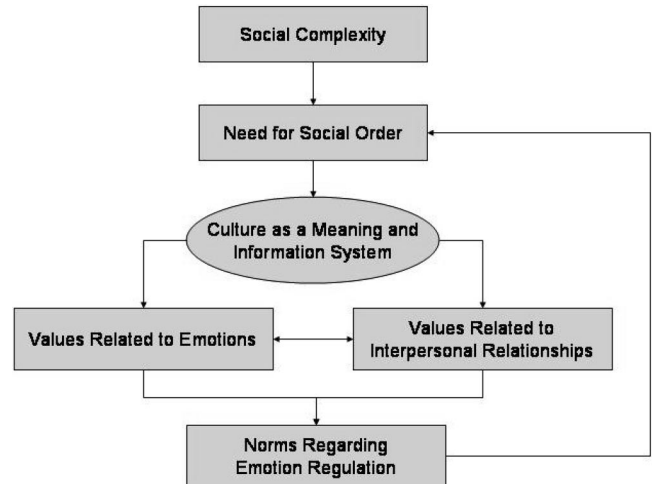 Social Complexity
Need for Social Order
Culture as a Meaning and
Information System
Values Related to Emotions
Values Related to
Interpersonal Relationships
Norms Regarding
Emotion Regulation